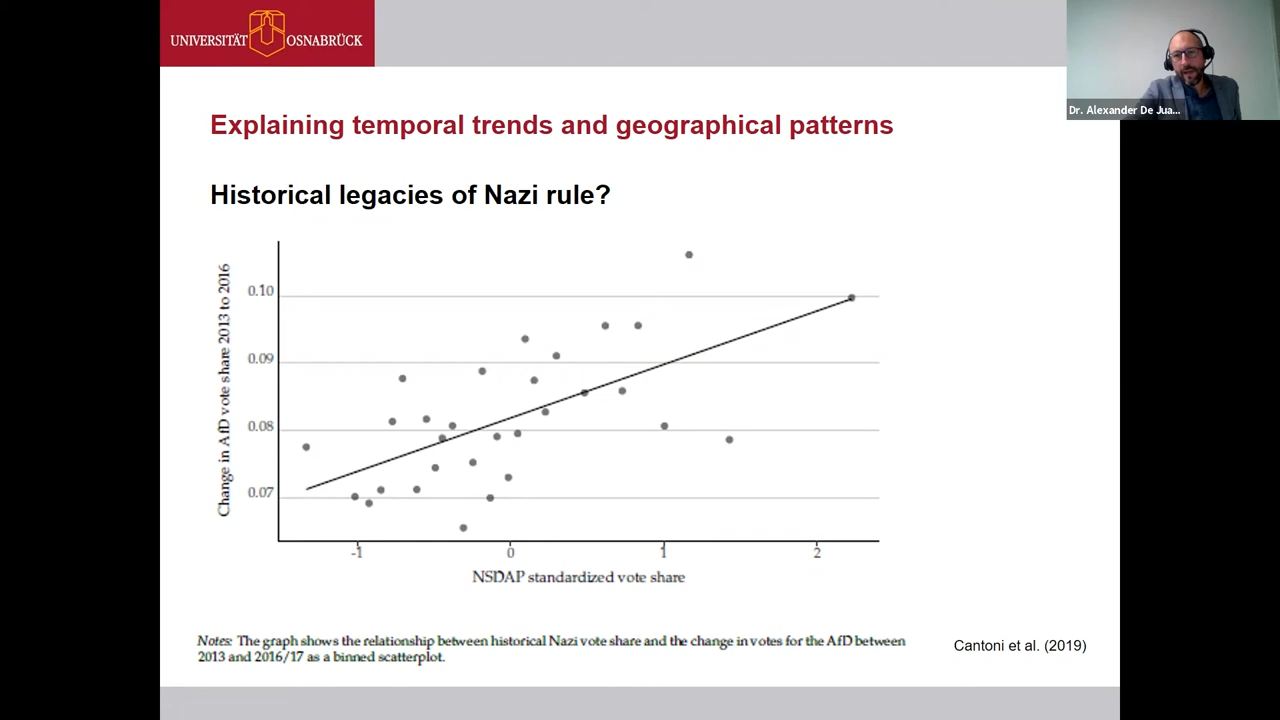 UNIVERSITÄT OSNABRÜCK
Dr. Alexander De Jua...
Explaining temporal trends and geographical patterns
Historical legacies of Nazi rule?
Change in AfD vote share 2013 to 2016
0.10
0.09
0.08
0.07
-1 0 1 2
NSDAP standardized vote share
Notes: The graph shows the relationship between historical Nazi vote share and the change in votes for the AfD between
2013 and 2016/17 as a binned scatterplot.
Cantoni et al. (2019)